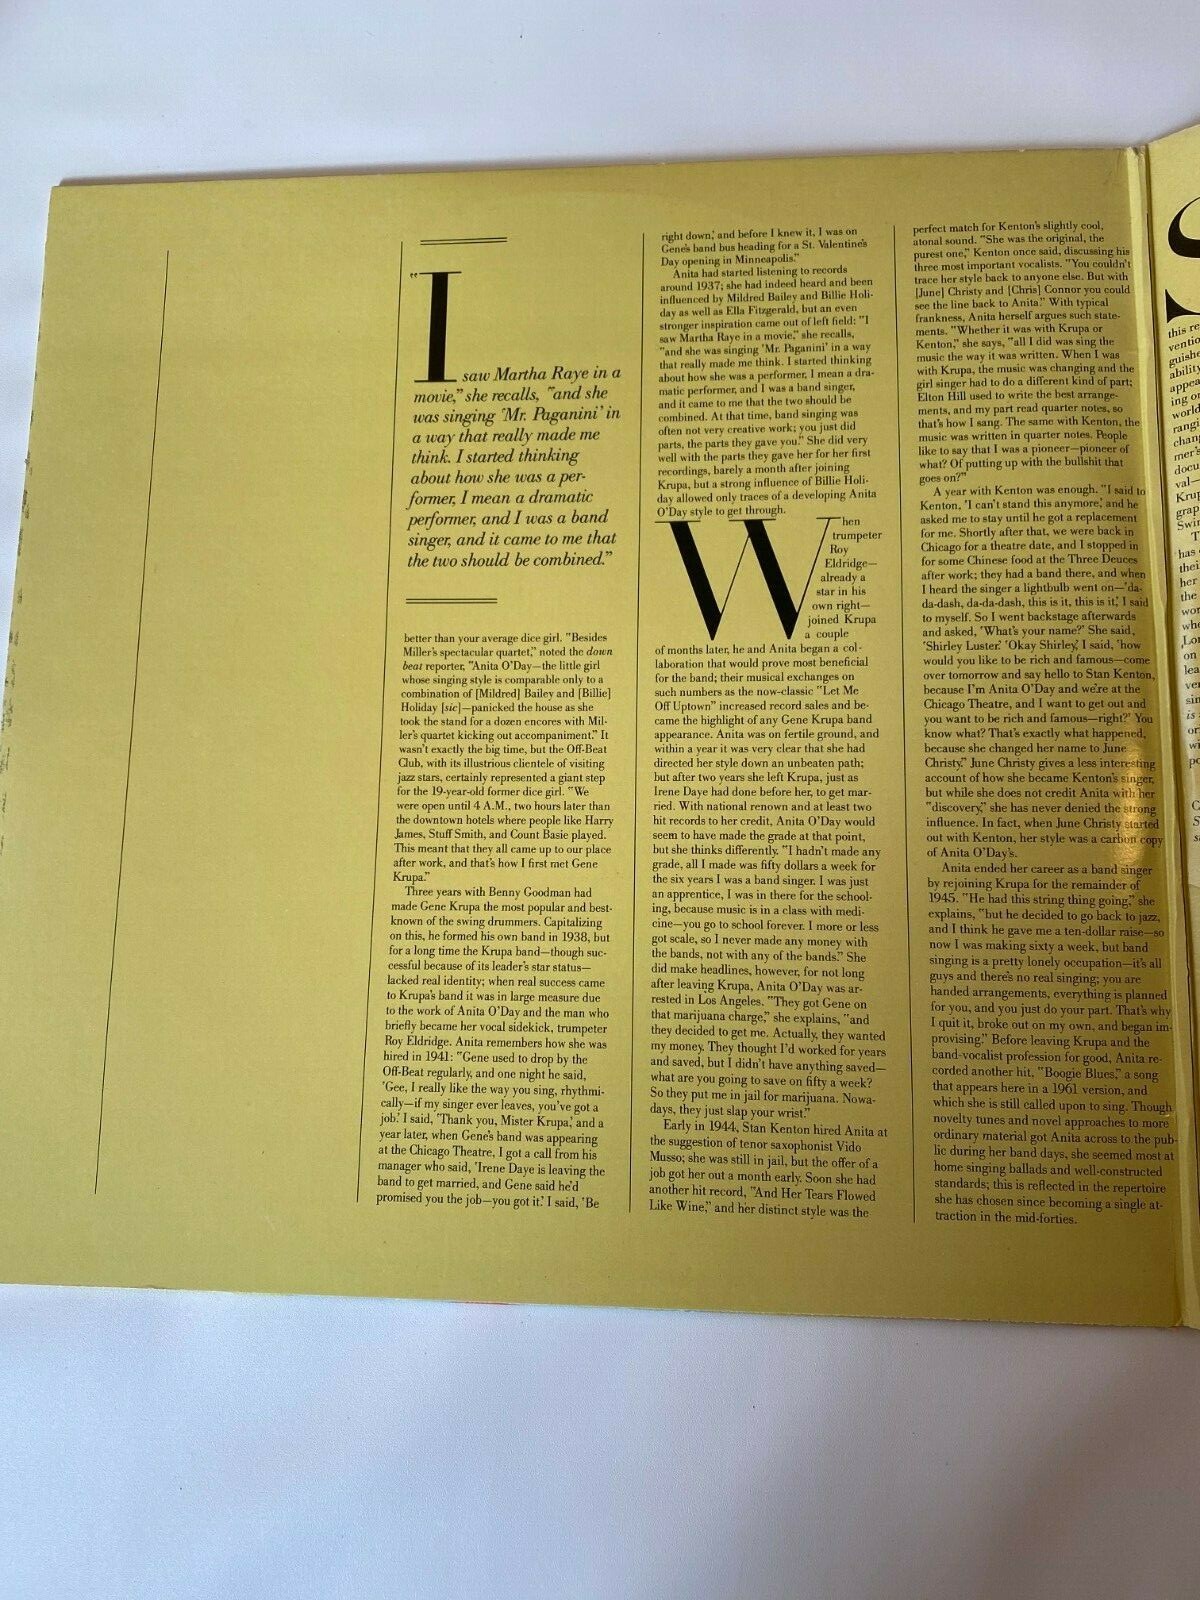 "I
saw Martha Raye in a
movie," she recalls, "and she
was singing 'Mr. Paganini' in
a way that really made me
think. I started thinking
about how she was a per-
former, I mean a dramatic
performer, and I was a band
singer, and it came to me that
the two should be combined."
better than your average dice girl. "Besides
Miller's spectacular quartet," noted the down
beat reporter, "Anita O'Day—the little girl
whose singing style is comparable only to a
combination of [Mildred] Bailey and [Billie]
Holiday [sic]—panicked the house as she
took the stand for a dozen encores with Mil-
ler's quartet kicking out accompaniment." It
wasn't exactly the big time, but the Off-Beat
Club, with its illustrious clientele of visiting
jazz stars, certainly represented a giant step
for the 19-year-old former dice girl. "We
were open until 4 A.M., two hours later than
the downtown hotels where people like Harry
James, Stuff Smith, and Count Basie played.
This meant that they all came up to our place
after work, and that's how I first met Gene
Krupa."
Three years with Benny Goodman had
made Gene Krupa the most popular and best-
known of the swing drummers. Capitalizing
on this, he formed his own band in 1938, but
for a long time the Krupa band—though suc-
cessful because of its leader's star status—
lacked real identity; when real success came
to Krupa's band it was in large measure due
to the work of Anita O'Day and the man who
briefly became her vocal sidekick, trumpeter
Roy Eldridge. Anita remembers how she was
hired in 1941: "Gene used to drop by the
Off-Beat regularly, and one night he said,
'Gee, I really like the way you sing, rhythmi-
cally—if my singer ever leaves, you've got a
job.' I said, 'Thank you, Mister Krupa,' and a
year later, when Gene's band was appearing
at the Chicago Theatre, I got a call from his
manager who said, 'Irene Daye is leaving the
band to get married, and Gene said he'd
promised you the job—you got it.' I said, 'Be
right down,' and before I knew it, I was on
Gene's band bus heading for a St. Valentine's
Day opening in Minneapolis."
Anita had started listening to records
around 1937; she had indeed heard and been
influenced by Mildred Bailey and Billie Holi-
day as well as Ella Fitzgerald, but an even
stronger inspiration came out of left field: "I
saw Martha Raye in a movie," she recalls,
"and she was singing 'Mr. Paganini' in a way
that really made me think. I started thinking
about how she was a performer, I mean a dra-
matic performer, and I was a band singer,
and it came to me that the two should be
combined. At that time, band singing was
often not very creative work; you just did
parts, the parts they gave you." She did very
well with the parts they gave her for her first
recordings, barely a month after joining
Krupa, but a strong influence of Billie Holi-
day allowed only traces of a developing Anita
O'Day style to get through.
When
trumpeter
Roy
Eldridge—
already a
star in his
own right—
joined Krupa
a couple
of months later, he and Anita began a col-
laboration that would prove most beneficial
for the band; their musical exchanges on
such numbers as the now-classic "Let Me
Off Uptown" increased record sales and be-
came the highlight of any Gene Krupa band
appearance. Anita was on fertile ground, and
within a year it was very clear that she had
directed her style down an unbeaten path;
but after two years she left Krupa, just as
Irene Daye had done before her, to get mar-
ried. With national renown and at least two
hit records to her credit, Anita O'Day would
seem to have made the grade at that point,
but she thinks differently. "I hadn't made any
grade, all I made was fifty dollars a week for
the six years I was a band singer. I was just
an apprentice, I was in there for the school-
ing, because music is in a class with medi-
cine—you go to school forever. I more or less
got scale, so I never made any money with
the bands, not with any of the bands." She
did make headlines, however, for not long
after leaving Krupa, Anita O'Day was ar-
rested in Los Angeles. "They got Gene on
that marijuana charge," she explains, "and
they decided to get me. Actually, they wanted
my money. They thought I'd worked for years
and saved, but I didn't have anything saved—
what are you going to save on fifty a week?
So they put me in jail for marijuana. Nowa-
days, they just slap your wrist."
Early in 1944, Stan Kenton hired Anita at
the suggestion of tenor saxophonist Vido
Musso; she was still in jail, but the offer of a
job got her out a month early. Soon she had
another hit record, "And Her Tears Flowed
Like Wine," and her distinct style was the
perfect match for Kenton's slightly cool,
atonal sound. "She was the original, the
purest one," Kenton once said, discussing his
three most important vocalists. "You couldn't
trace her style back to anyone else. But with
[June] Christy and [Chris] Connor you could
see the line back to Anita." With typical
frankness, Anita herself argues such state-
ments. "Whether it was with Krupa or
Kenton," she says, "all I did was sing the
music the way it was written. When I was
with Krupa, the music was changing and the
girl singer had to do a different kind of part;
Elton Hill used to write the best arrange-
ments, and my part read quarter notes, so
that's how I sang. The same with Kenton, the
music was written in quarter notes. People
like to say that I was a pioneer—pioneer of
what? Of putting up with the bullshit that
goes on?"
A year with Kenton was enough. "I said to
Kenton, 'I can't stand this anymore,' and he
asked me to stay until he got a replacement
for me. Shortly after that, we were back in
Chicago for a theatre date, and I stopped in
for some Chinese food at the Three Deuces
after work; they had a band there, and when
I heard the singer a lightbulb went on—'da-
da-dash, da-da-dash, this is it, this is it,' I said
to myself. So I went backstage afterwards
and asked, 'What's your name?' She said,
'Shirley Luster.' 'Okay Shirley,' I said, 'how
would you like to be rich and famous—come
over tomorrow and say hello to Stan Kenton,
because I'm Anita O'Day and we're at the
Chicago Theatre, and I want to get out and
you want to be rich and famous—right?' You
know what? That's exactly what happened,
because she changed her name to June
Christy." June Christy gives a less interesting
account of how she became Kenton's singer,
but while she does not credit Anita with her
"discovery," she has never denied the strong
influence. In fact, when June Christy started
out with Kenton, her style was a carbon copy
of Anita O'Day's.
Anita ended her career as a band singer
by rejoining Krupa for the remainder of
1945. "He had this string thing going," she
explains, "but he decided to go back to jazz,
and I think he gave me a ten-dollar raise—so
now I was making sixty a week, but band
singing is a pretty lonely occupation—it's all
guys and there's no real singing; you are
handed arrangements, everything is planned
for you, and you just do your part. That's why
I quit it, broke out on my own, and began im-
provising." Before leaving Krupa and the
band-vocalist profession for good, Anita re-
corded another hit, "Boogie Blues," a song
that appears here in a 1961 version, and
which she is still called upon to sing. Though
novelty tunes and novel approaches to more
ordinary material got Anita across to the pub-
lic during her band days, she seemed most at
home singing ballads and well-constructed
standards; this is reflected in the repertoire
she has chosen since becoming a single at-
traction in the mid-forties.